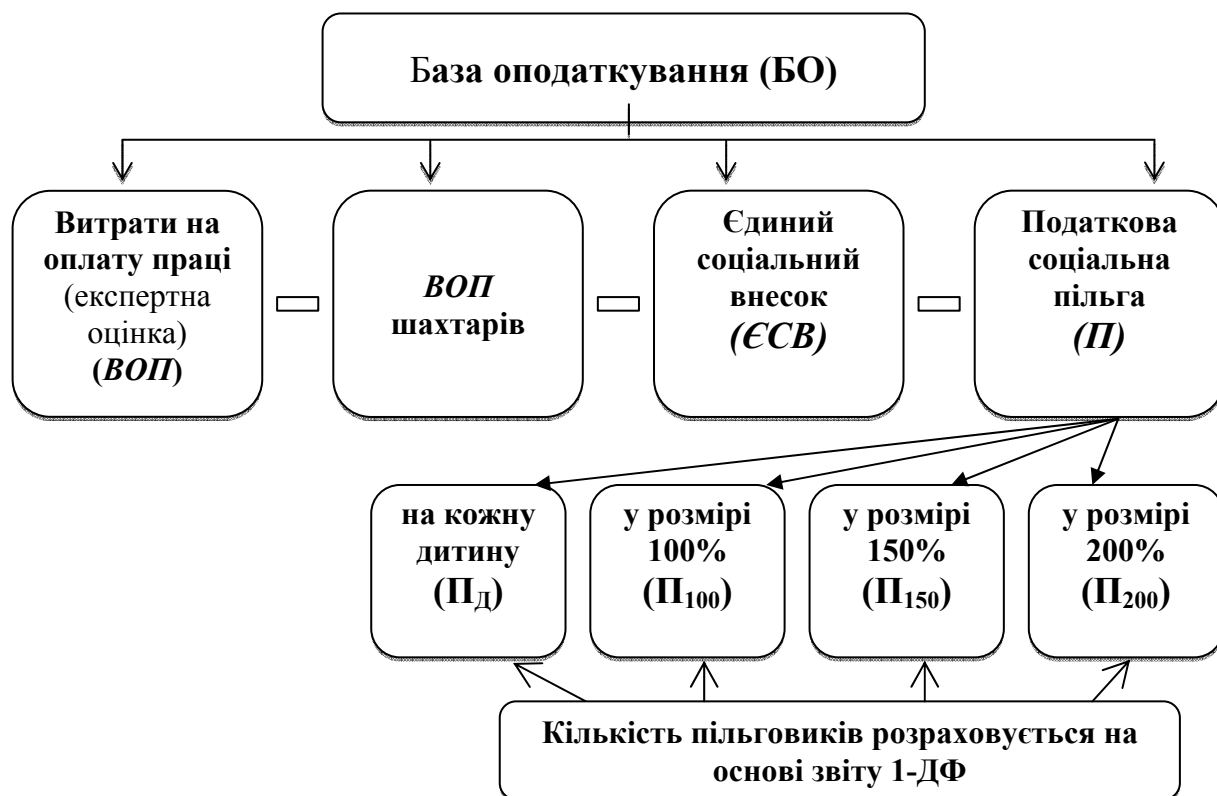 База оподаткування (БО)
Витрати на
оплату праці
(експертна
оцінка)
(ВОП)
ВОП
шахтарів
Єдиний
соціальний
внесок
(ЄСВ)
Податкова
соціальна
пільга
(П)
на кожну
дитину
(ПД)
у розмірі
100%
(П100)
у розмірі
150%
(П150)
у розмірі
200%
(П200)
Кількість пільговиків розраховується на
основі звіту 1-ДФ